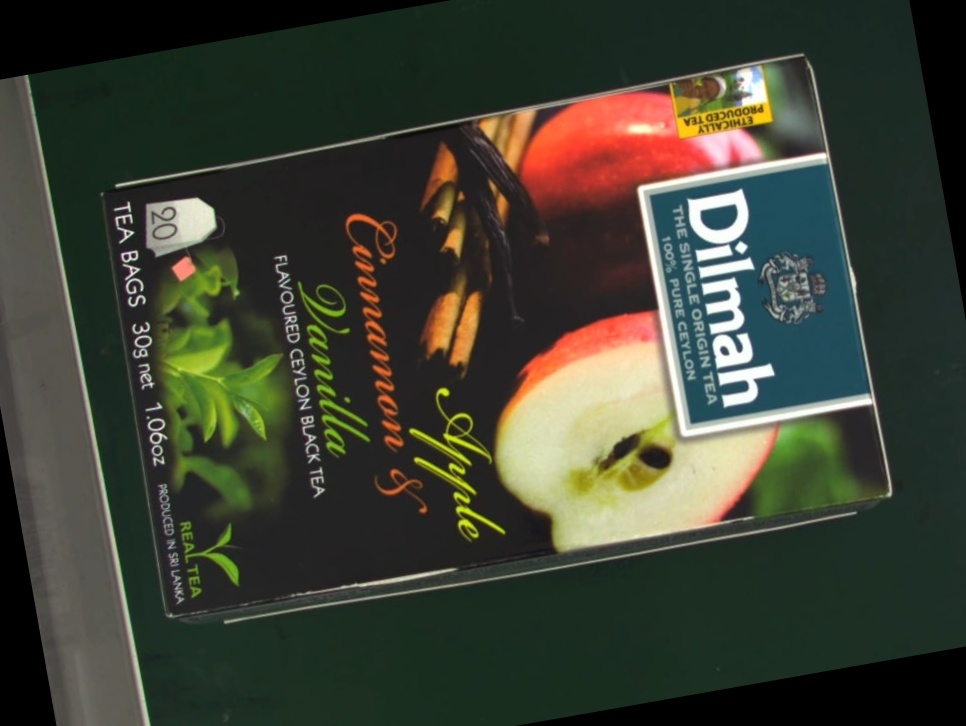 ETHICALLY
PRODUCED TEA
Dilmah
THE SINGLE ORIGIN TEA
100% PURE CEYLON
Apple
Cinnamon &
Vanilla
FLAVOURED CEYLON BLACK TEA
20
TEA BAGS 30g net 1.06oz
REAL TEA
PRODUCED IN SRI LANKA